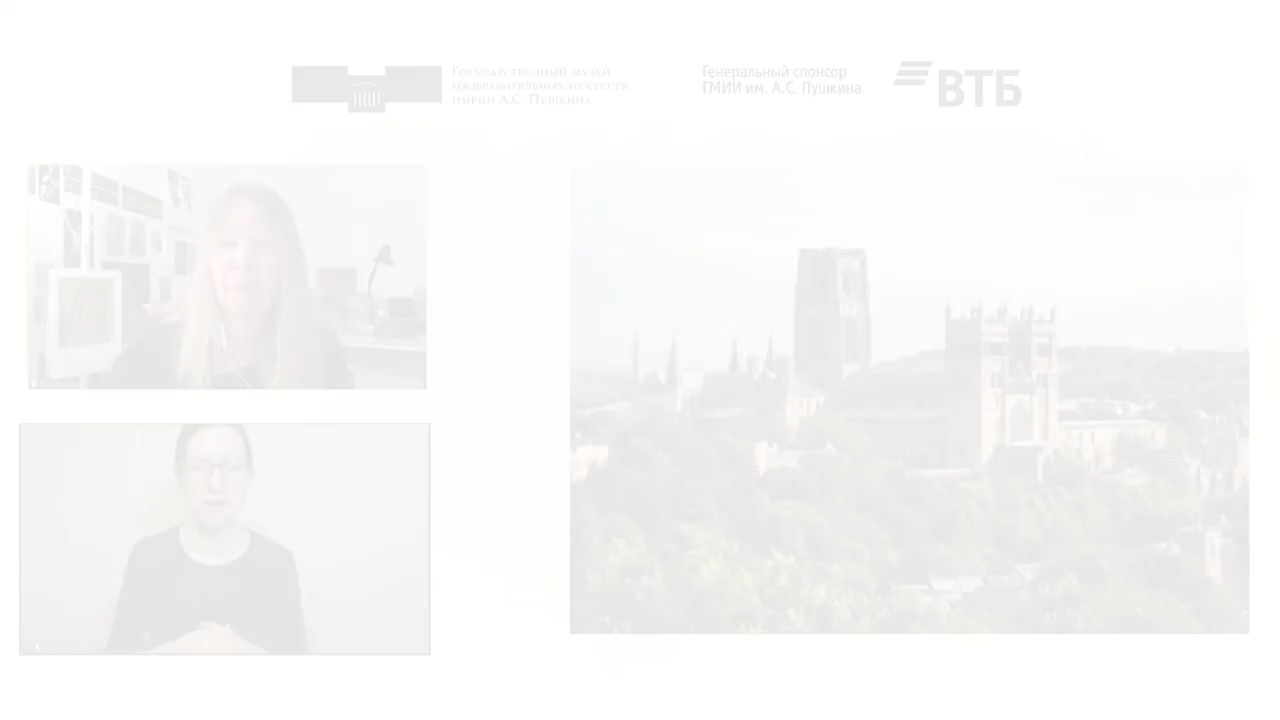 Государственный музей
изобразительных искусств
имени А.С. Пушкина
Генеральный спонсор
ГМИИ им. А.С. Пушкина
ВТБ